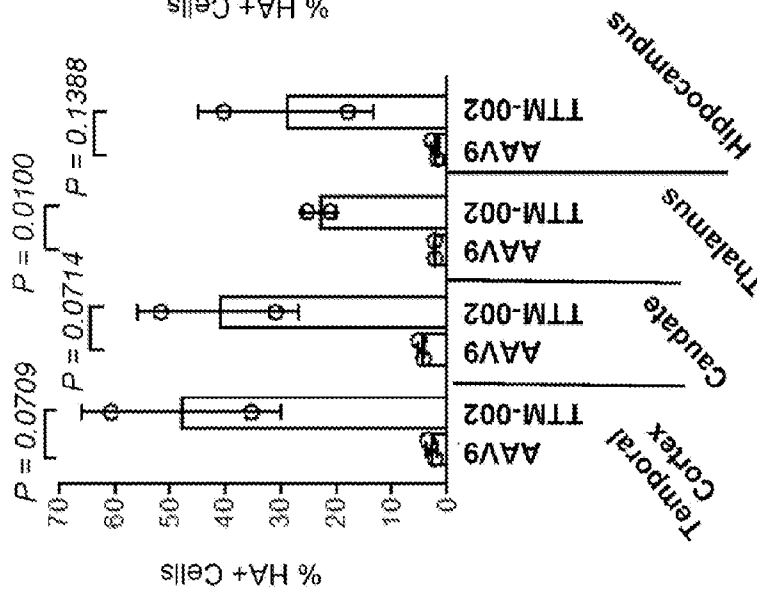 % HA+ Cells
P = 0.0709
P = 0.0714
P = 0.0100
P = 0.1388
70
60
50
40
30
20
10
0
AAV9
TTM-002
AAV9
TTM-002
AAV9
TTM-002
AAV9
TTM-002
Temporal
Cortex
Caudate
Thalamus
Hippocampus
% HA+ Cells